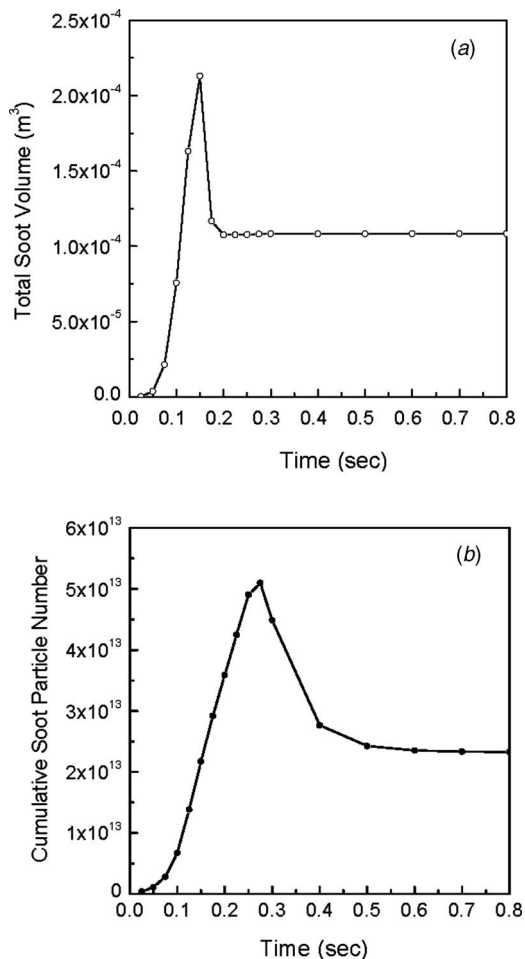 2.5x10⁻⁴
(a)
2.0x10⁻⁴
1.5x10⁻⁴
1.0x10⁻⁴
5.0x10⁻⁵
0.0
Total Soot Volume (m³)
0.0 0.1 0.2 0.3 0.4 0.5 0.6 0.7 0.8
Time (sec)
6x10¹³
(b)
5x10¹³
4x10¹³
3x10¹³
2x10¹³
1x10¹³
0
Cumulative Soot Particle Number
0.0 0.1 0.2 0.3 0.4 0.5 0.6 0.7 0.8
Time (sec)